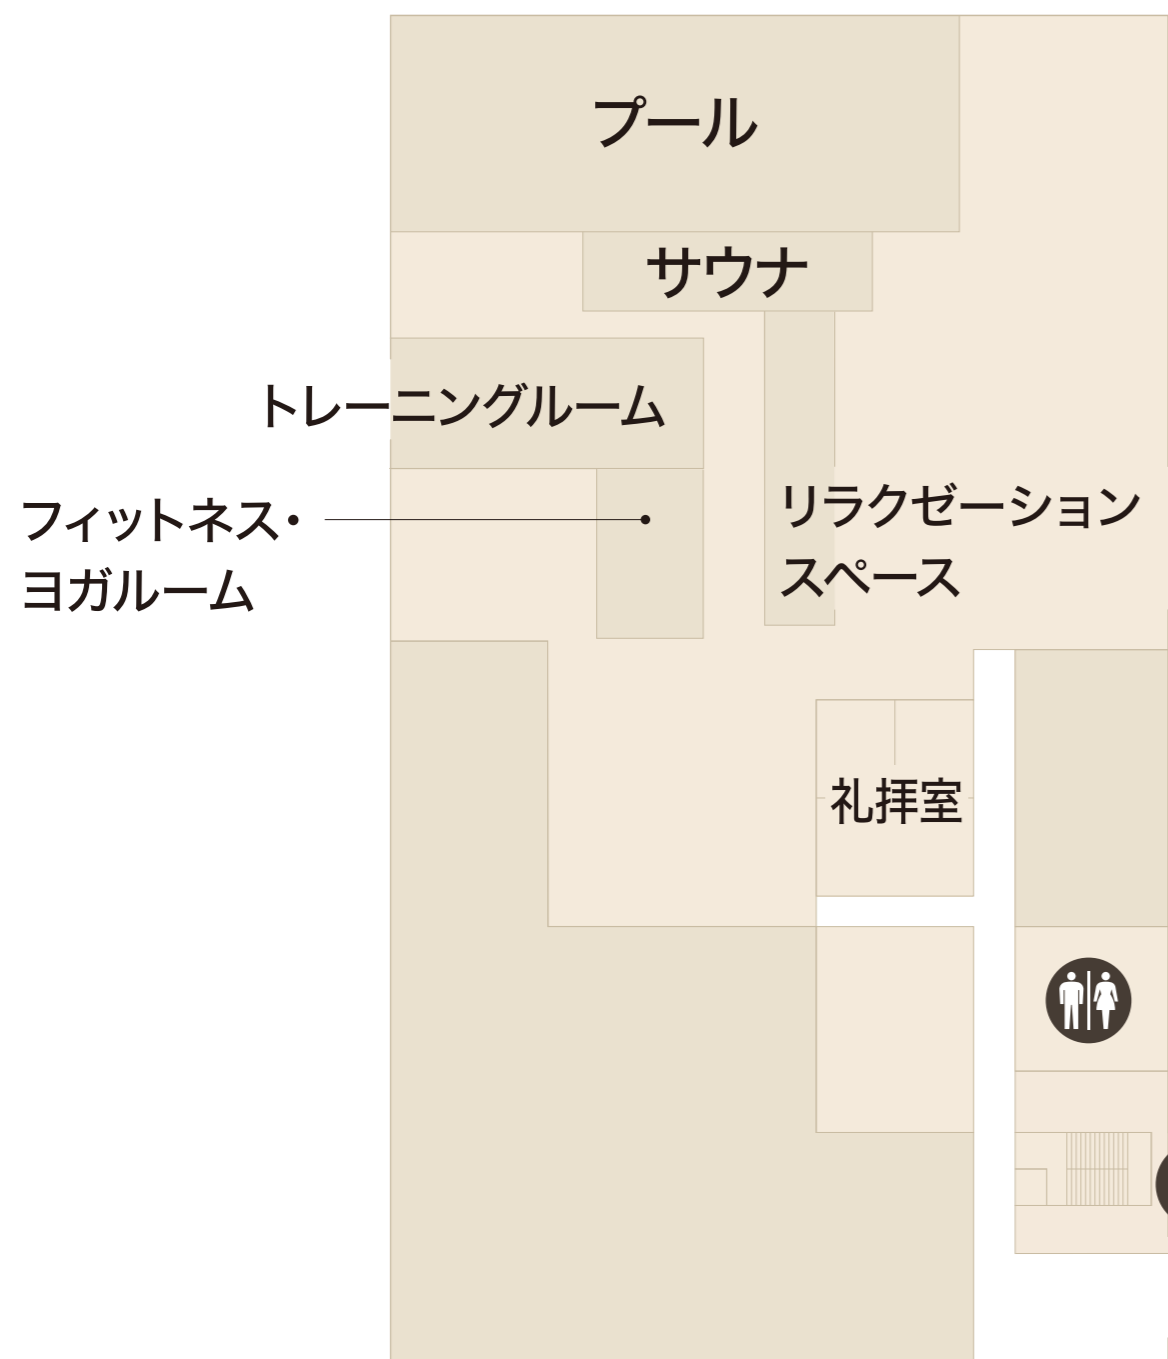 プール
サウナ
トレーニングルーム
フィットネス・
ヨガルーム
リラクゼーション
スペース
礼拝室